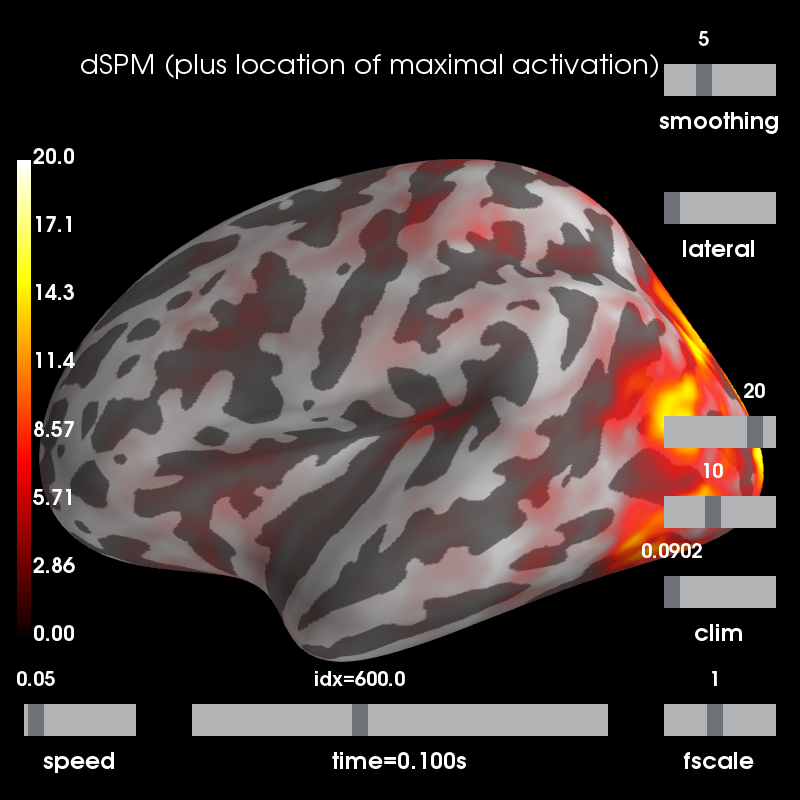 dSPM (plus location of maximal activation)
5
smoothing
lateral
20.0
17.1
14.3
11.4
8.57
5.71
2.86
0.00
20
10
0.0902
clim
0.05
speed
idx=600.0
time=0.100s
1
fscale